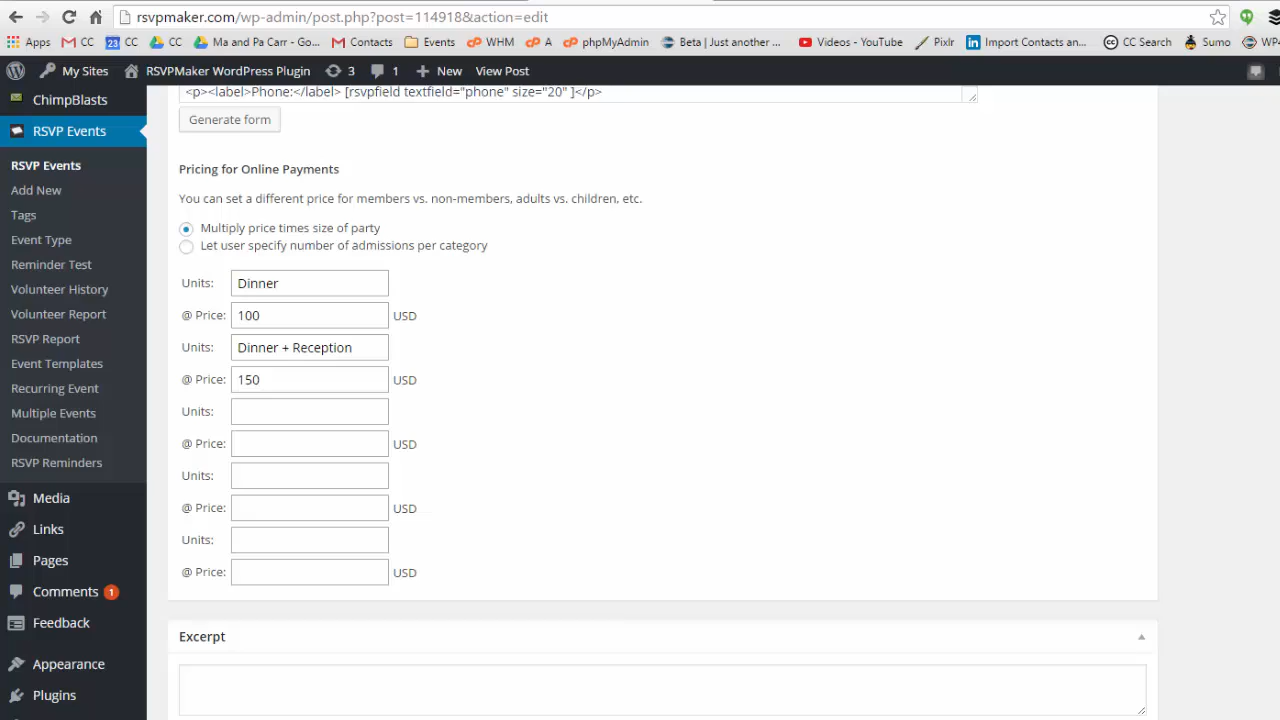 rsvpmaker.com/wp-admin/post.php?post=114918&action=edit
Apps CC 23 CC CC Ma and Pa Carr - Go... Contacts Events WHM A phpMyAdmin Beta | Just another ... Videos - YouTube Pixlr Import Contacts an... CC Search Sumo
My Sites RSVPMaker WordPress Plugin 3 1 New View Post
ChimpBlasts
RSVP Events
RSVP Events
Add New
Tags
Event Type
Reminder Test
Volunteer History
Volunteer Report
RSVP Report
Event Templates
Recurring Event
Multiple Events
Documentation
RSVP Reminders
Media
Links
Pages
Comments 1
Feedback
Appearance
Plugins
<p><label>Phone:</label> [rsvpfield textfield="phone" size="20" ]</p>
Generate form
Pricing for Online Payments
You can set a different price for members vs. non-members, adults vs. children, etc.
Multiply price times size of party
Let user specify number of admissions per category
Units: Dinner
@ Price: 100 USD
Units: Dinner + Reception
@ Price: 150 USD
Units:
@ Price: USD
Units:
@ Price: USD
Units:
@ Price: USD
Excerpt